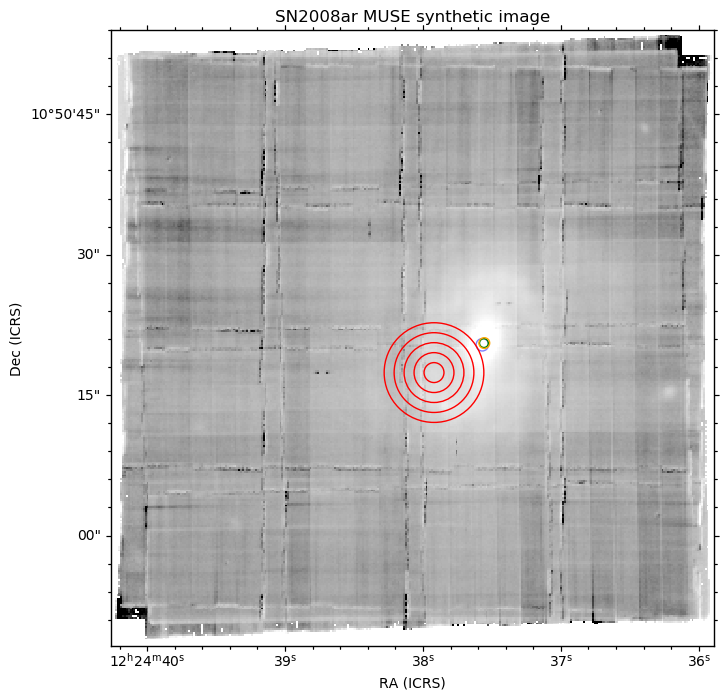 SN2008ar MUSE synthetic image
10°50'45"
30"
15"
00"
Dec (ICRS)
12ʰ24ᵐ40ˢ
39ˢ
38ˢ
37ˢ
36ˢ
RA (ICRS)